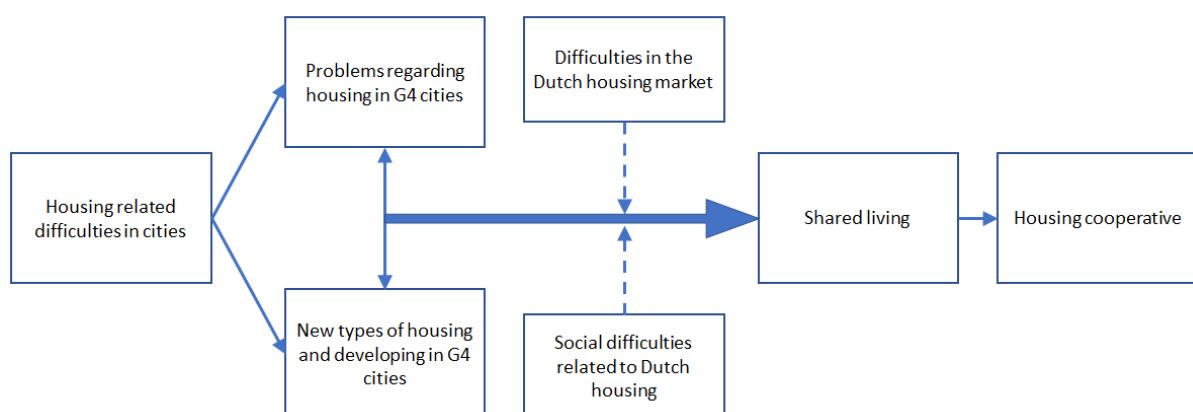 Problems regarding
housing in G4 cities
Difficulties in the
Dutch housing market
Housing related
difficulties in cities
Shared living
Housing cooperative
New types of housing
and developing in G4
cities
Social difficulties
related to Dutch
housing